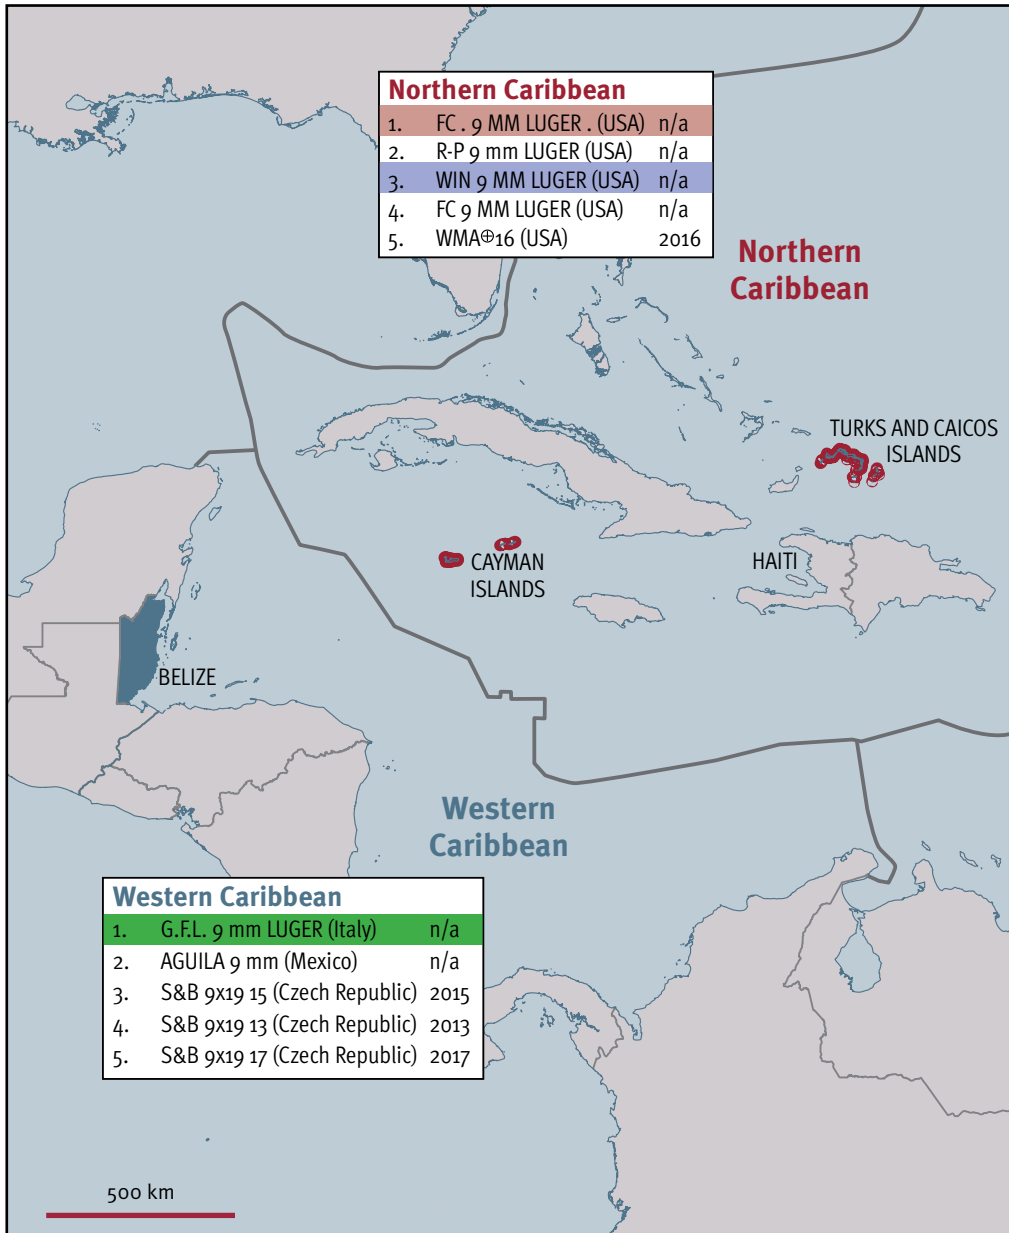 Northern Caribbean
1. FC . 9 MM LUGER . (USA) n/a
2. R-P 9 mm LUGER (USA) n/a
3. WIN 9 MM LUGER (USA) n/a
4. FC 9 MM LUGER (USA) n/a
5. WMA⊕16 (USA) 2016
Northern
Caribbean
TURKS AND CAICOS
ISLANDS
CAYMAN
ISLANDS
HAITI
BELIZE
Western
Caribbean
Western Caribbean
1. G.F.L. 9 mm LUGER (Italy) n/a
2. AGUILA 9 mm (Mexico) n/a
3. S&B 9x19 15 (Czech Republic) 2015
4. S&B 9x19 13 (Czech Republic) 2013
5. S&B 9x19 17 (Czech Republic) 2017
500 km